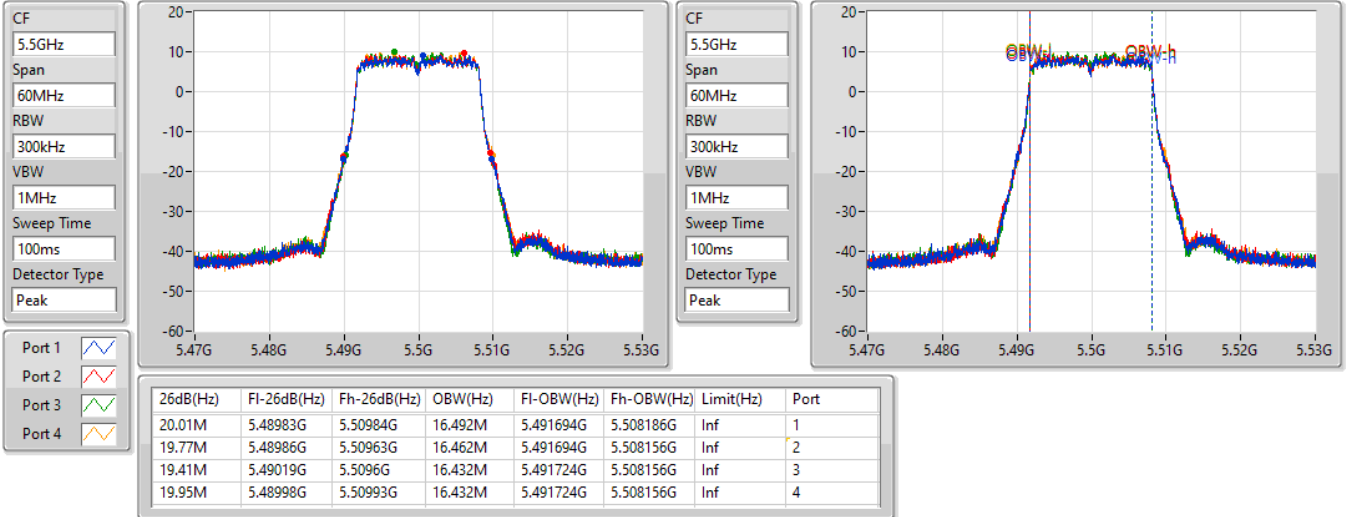 CF
5.5GHz
Span
60MHz
RBW
300kHz
VBW
1MHz
Sweep Time
100ms
Detector Type
Peak
20
10
0
-10
-20
-30
-40
-50
-60
5.47G 5.48G 5.49G 5.5G 5.51G 5.52G 5.53G
CF
5.5GHz
Span
60MHz
RBW
300kHz
VBW
1MHz
Sweep Time
100ms
Detector Type
Peak
20
10
0
-10
-20
-30
-40
-50
-60
OBW-l OBW-h
5.47G 5.48G 5.49G 5.5G 5.51G 5.52G 5.53G
Port 1
Port 2
Port 3
Port 4
26dB(Hz) Fl-26dB(Hz) Fh-26dB(Hz) OBW(Hz) Fl-OBW(Hz) Fh-OBW(Hz) Limit(Hz) Port
20.01M 5.48983G 5.50984G 16.492M 5.491694G 5.508186G Inf 1
19.77M 5.48986G 5.50963G 16.462M 5.491694G 5.508156G Inf 2
19.41M 5.49019G 5.5096G 16.432M 5.491724G 5.508156G Inf 3
19.95M 5.48998G 5.50993G 16.432M 5.491724G 5.508156G Inf 4